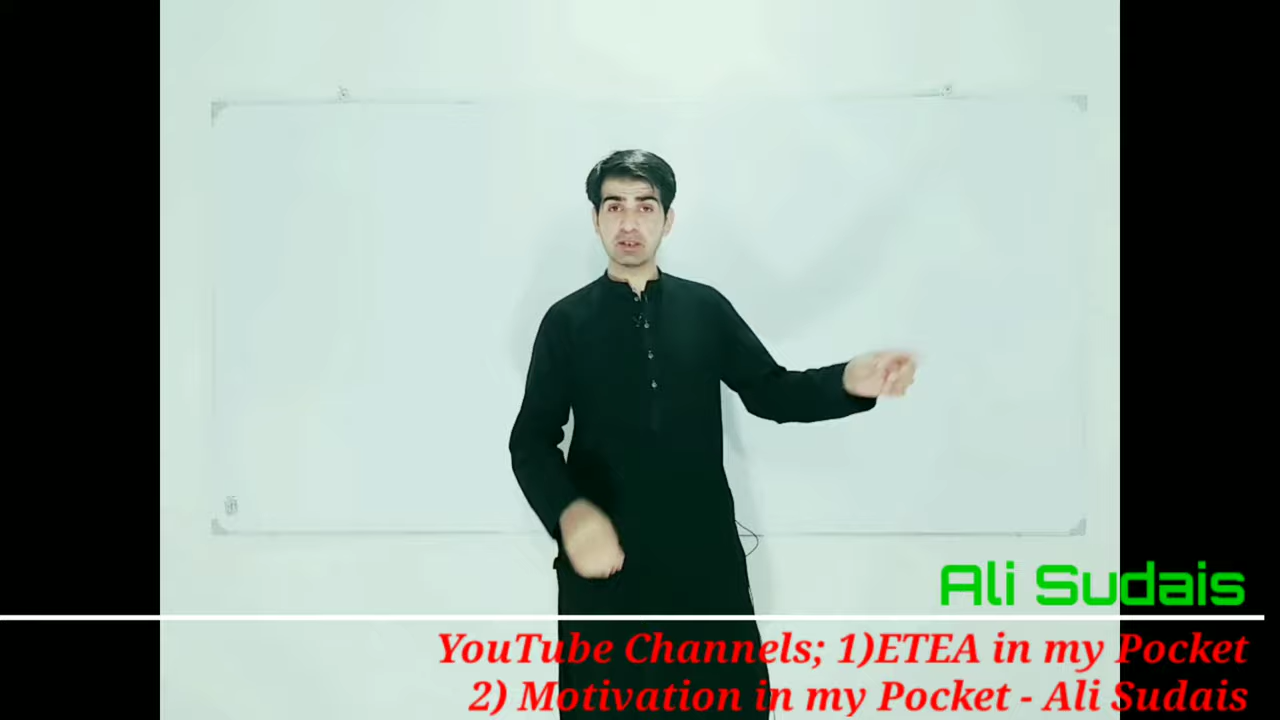 Ali Sudais
YouTube Channels; 1)ETEA in my Pocket
2) Motivation in my Pocket - Ali Sudais